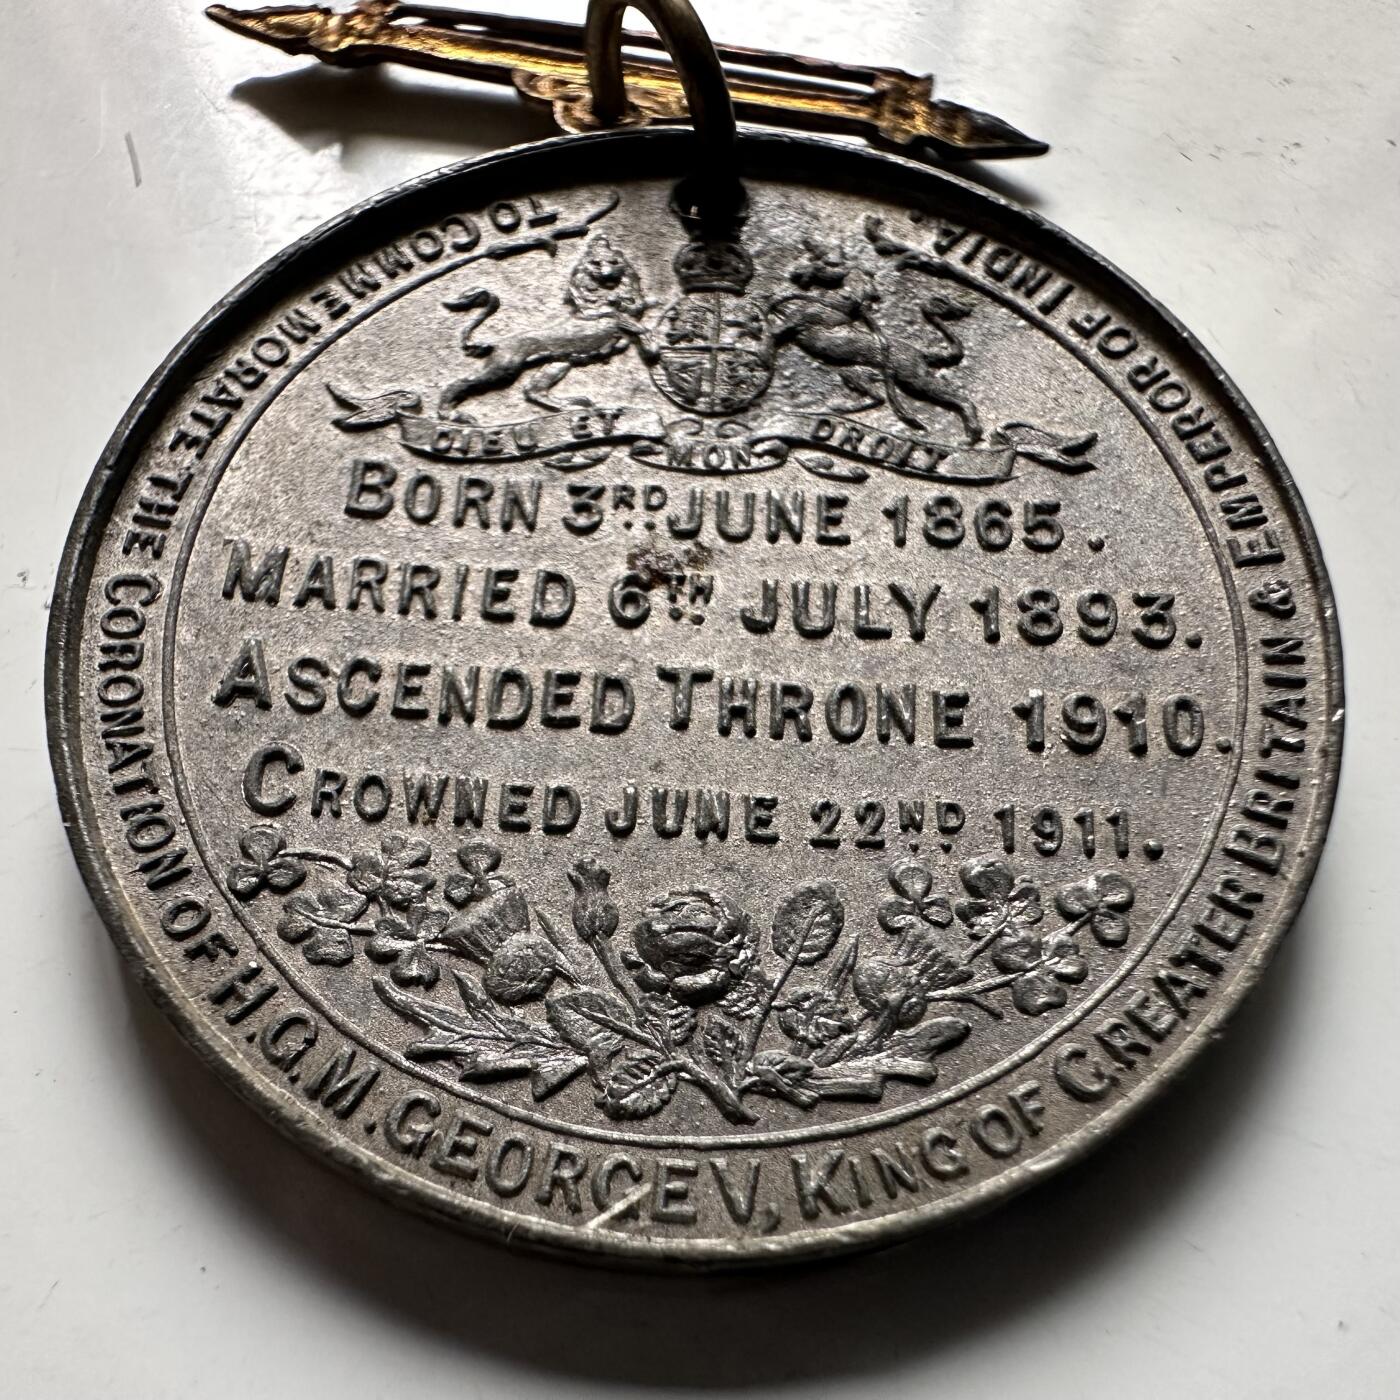 TO COMMEMORATE THE CORONATION OF H.G.M. GEORGE V, KING OF GREATER BRITAIN & EMPEROR OF INDIA.
DIEU ET MON DROIT
BORN 3RD JUNE 1865.
MARRIED 6TH JULY 1893.
ASCENDED THRONE 1910.
CROWNED JUNE 22ND 1911.